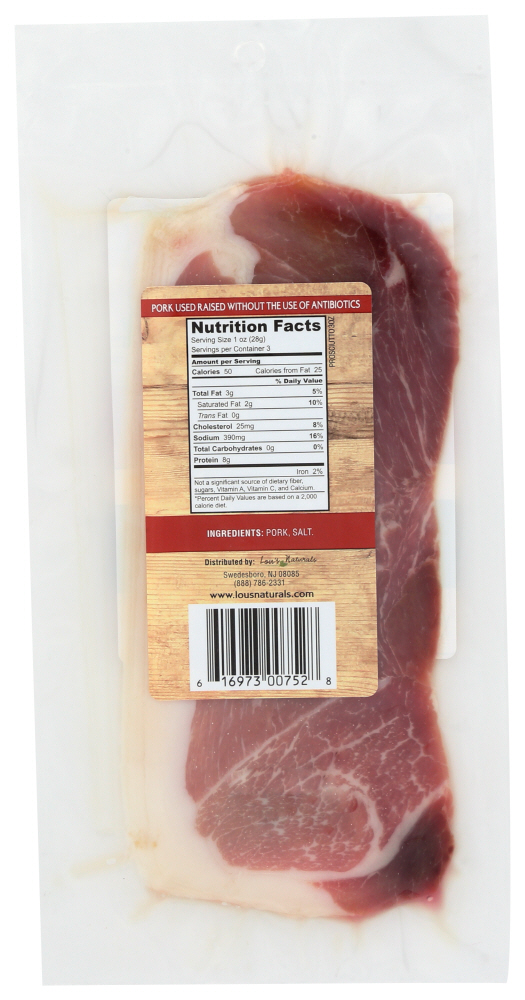 PORK USED RAISED WITHOUT THE USE OF ANTIBIOTICS
Nutrition Facts
Serving Size 1 oz (28g)
Servings per Container 3
Amount per Serving
Calories 50 Calories from Fat 25
% Daily Value
Total Fat 3g 5%
Saturated Fat 2g 10%
Trans Fat 0g
Cholesterol 25mg 8%
Sodium 390mg 16%
Total Carbohydrates 0g 0%
Protein 8g
Iron 2%
Not a significant source of dietary fiber,
sugars, Vitamin A, Vitamin C, and Calcium.
*Percent Daily Values are based on a 2,000
calorie diet.
PROSCIUTTO3OZ
INGREDIENTS: PORK, SALT.
Distributed by: Lou's Naturals
Swedesboro, NJ 08085
(888) 786-2331
www.lousnaturals.com
6 16973 00752 8